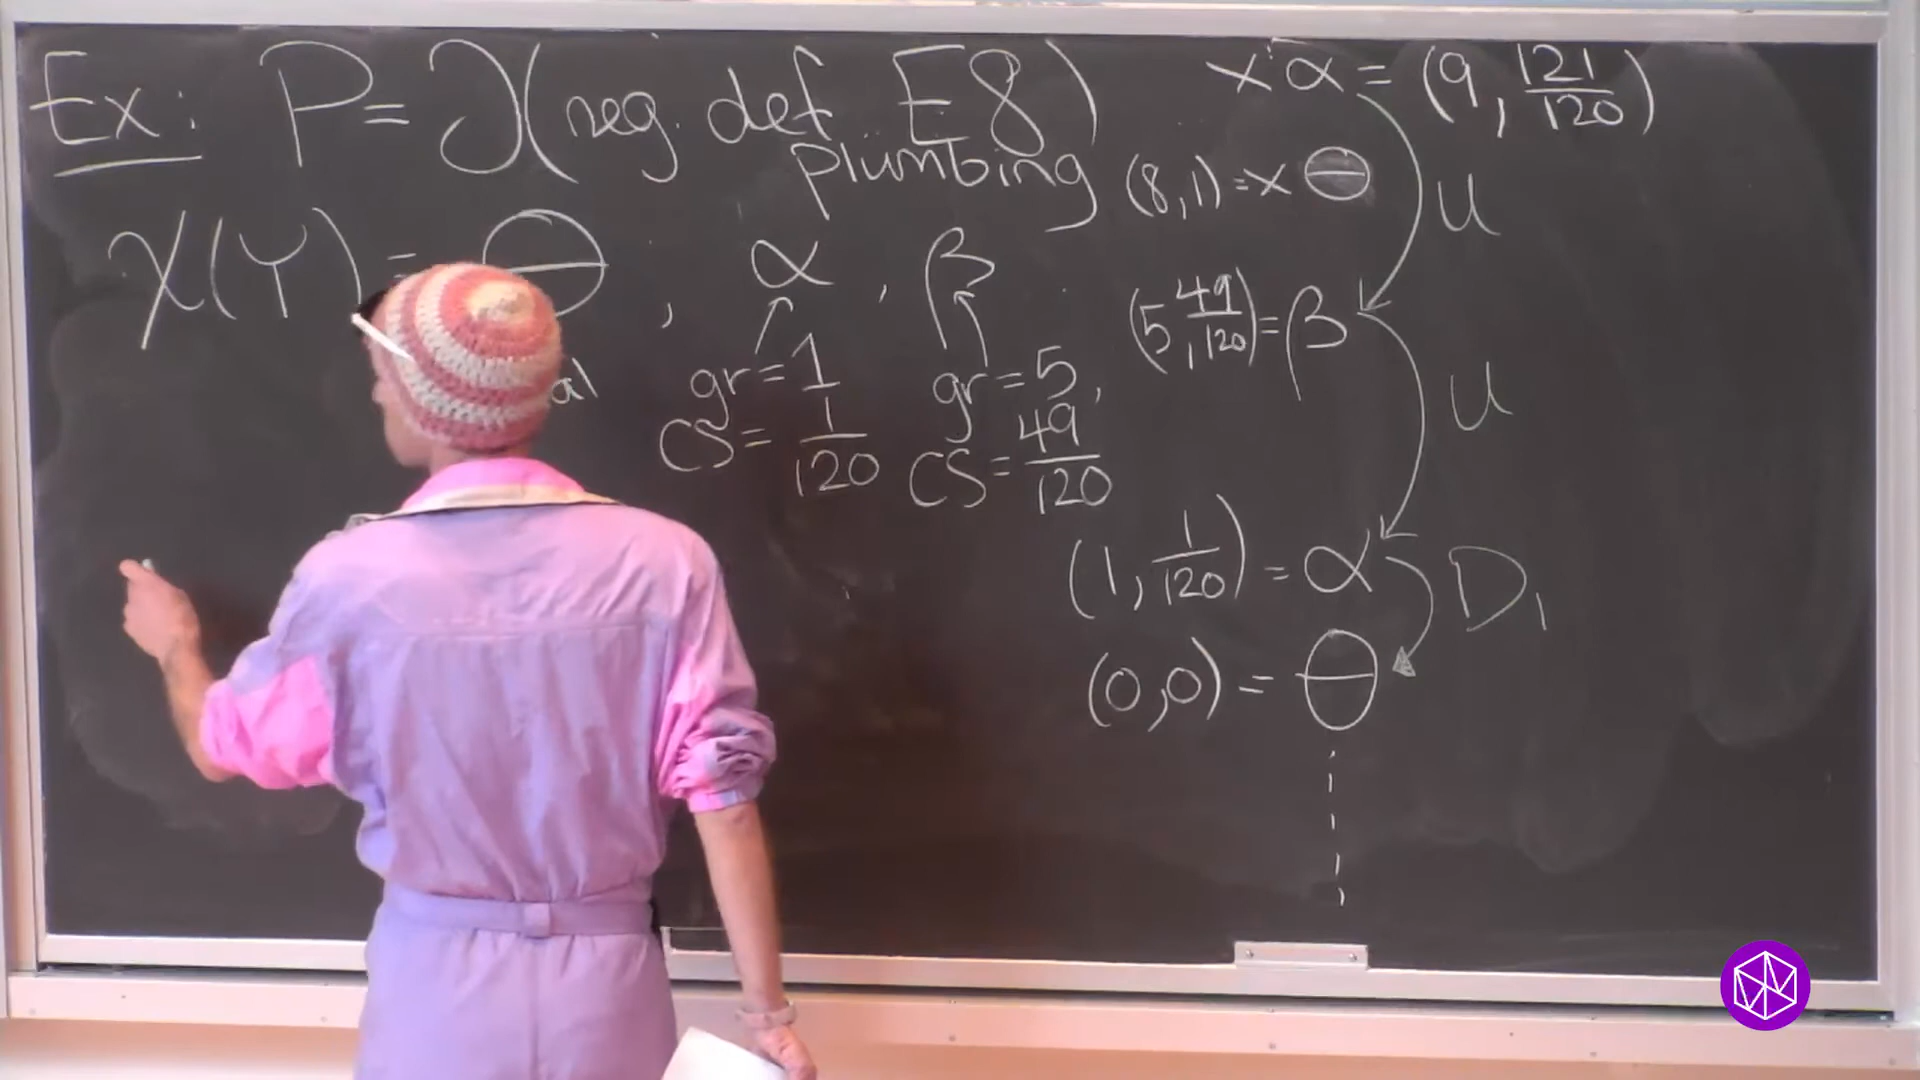 Ex: P = ∂(neg. def. E8
plumbing)
χ(Y) = θ, α, β
al
gr = 1
CS = 1/120
gr = 5,
CS = 49/120
x α = (9, 121/120)
(8,1) = x θ
U
(5, 49/120) = β
U
(1, 1/120) = α
D₁
(0,0) = θ